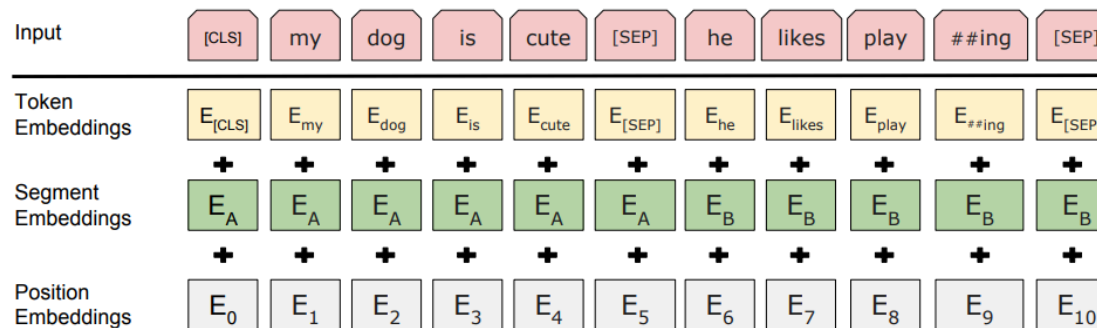 Input [CLS] my dog is cute [SEP] he likes play ##ing [SEP]
Token Embeddings E[CLS] Emy Edog Eis Ecute E[SEP] Ehe Elikes Eplay E##ing E[SEP
+ + + + + + + + + + +
Segment Embeddings EA EA EA EA EA EA EB EB EB EB EB
+ + + + + + + + + + +
Position Embeddings E0 E1 E2 E3 E4 E5 E6 E7 E8 E9 E10